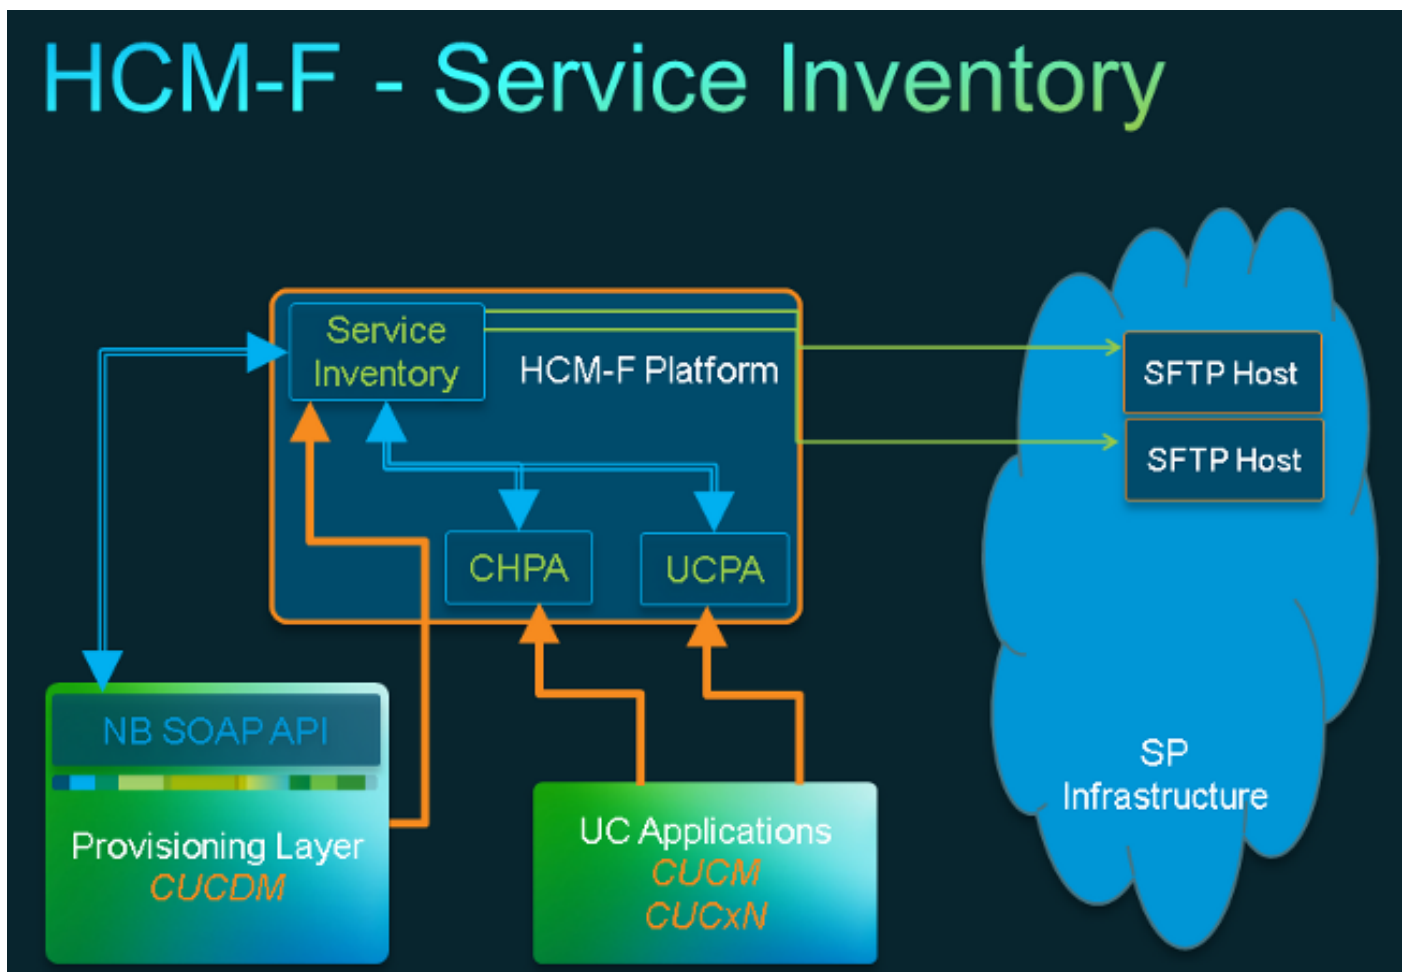 HCM-F - Service Inventory
Service
Inventory
HCM-F Platform
SFTP Host
SFTP Host
CHPA
UCPA
NB SOAP API
Provisioning Layer
CUCDM
UC Applications
CUCM
CUCxN
SP
Infrastructure